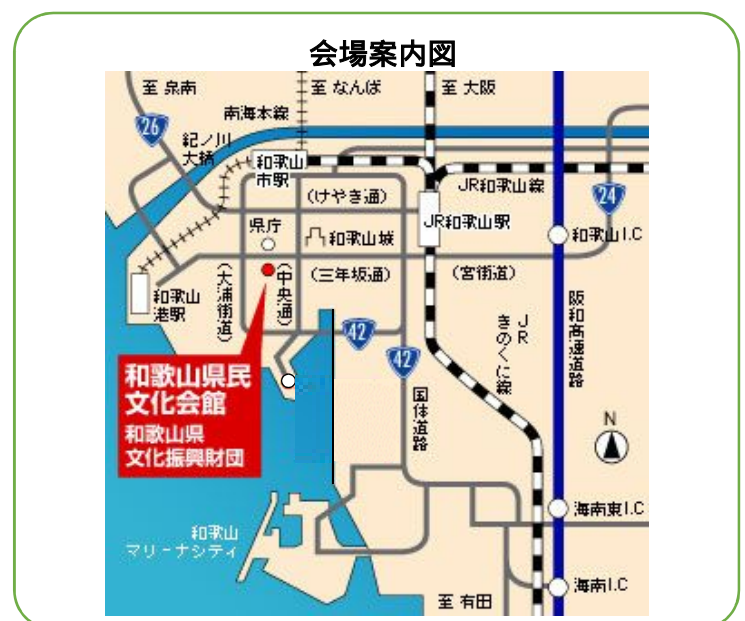 会場案内図
至 泉南
至 なんば
至 大阪
南海本線
26
紀ノ川
大橋
和歌山
市駅
JR和歌山線
(けやき通)
24
県庁
和歌山城
JR和歌山駅
和歌山I.C
(大浦街道)
(中央通)
(三年坂通)
(宮街道)
和歌山
港駅
阪和高速道路
JR
きのくに線
42
42
和歌山県民
文化会館
和歌山県
文化振興財団
国体道路
N
海南東I.C
和歌山
マリーナシティ
海南I.C
至 有田